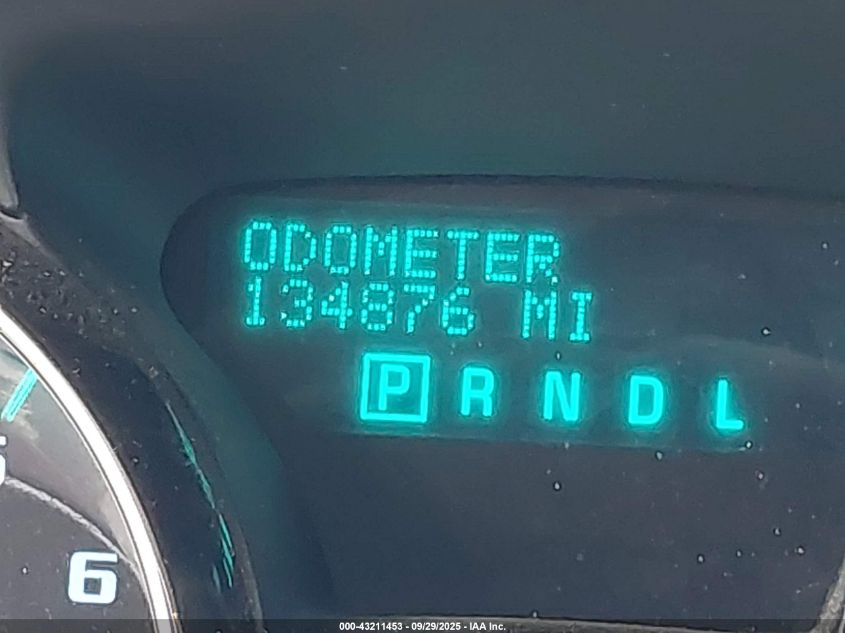 ODOMETER
134876 MI
P R N D L
6
000-43211453 - 09/29/2025 - IAA Inc.